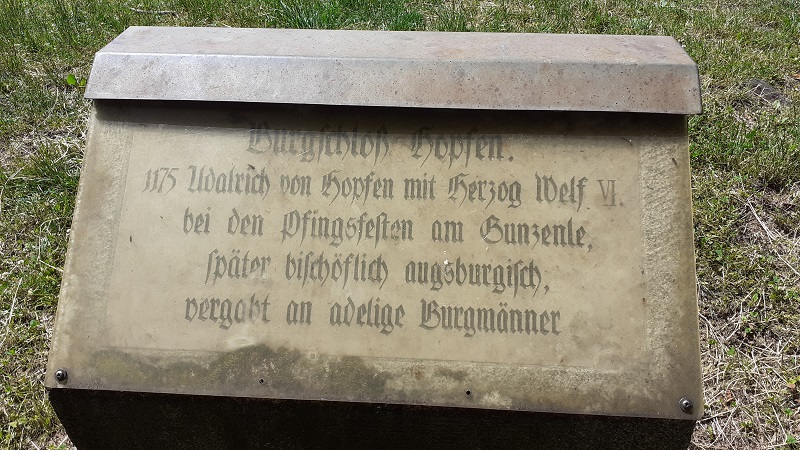 Burgschloß Hopfen.
1175 Udalrich von Hopfen mit Herzog Welf VI.
bei den Pfingsfesten am Gunzenle,
später bischöflich augsburgisch,
vergabt an adelige Burgmänner